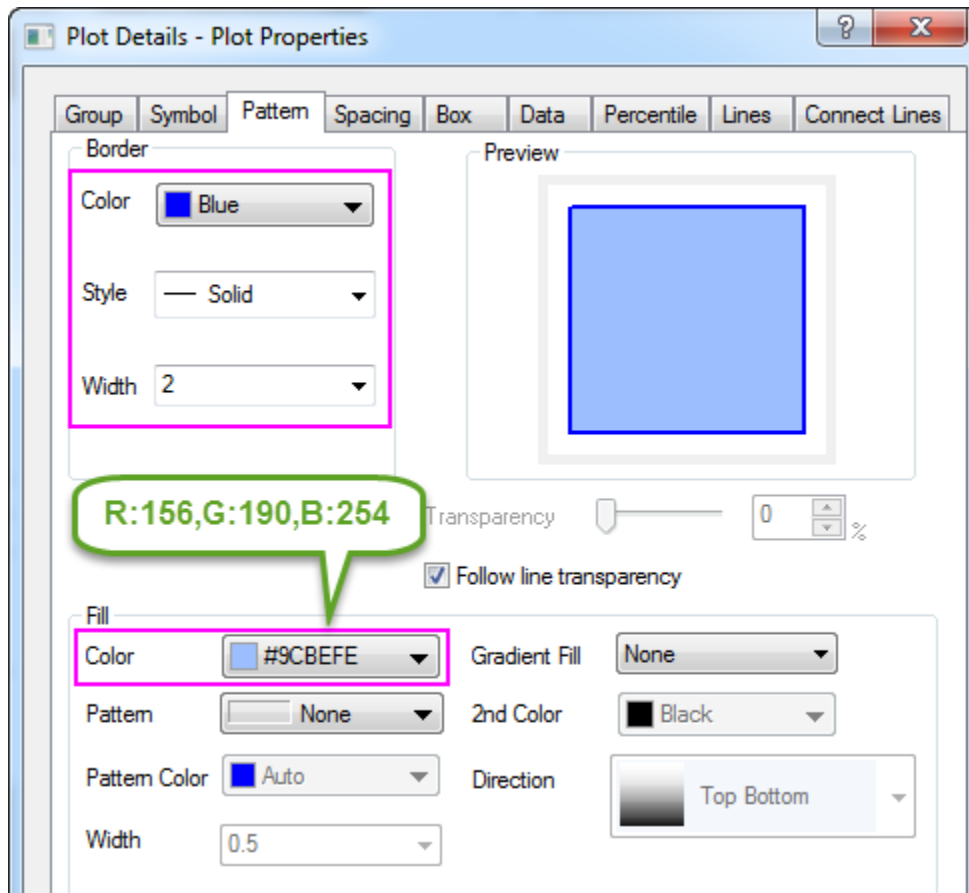 Plot Details - Plot Properties
?
X
Group Symbol Pattern Spacing Box Data Percentile Lines Connect Lines
Border
Preview
Color Blue
Style Solid
Width 2
R:156,G:190,B:254
Transparency 0 %
Follow line transparency
Fill
Color #9CBEFE Gradient Fill None
Pattern None 2nd Color Black
Pattern Color Auto Direction Top Bottom
Width 0.5